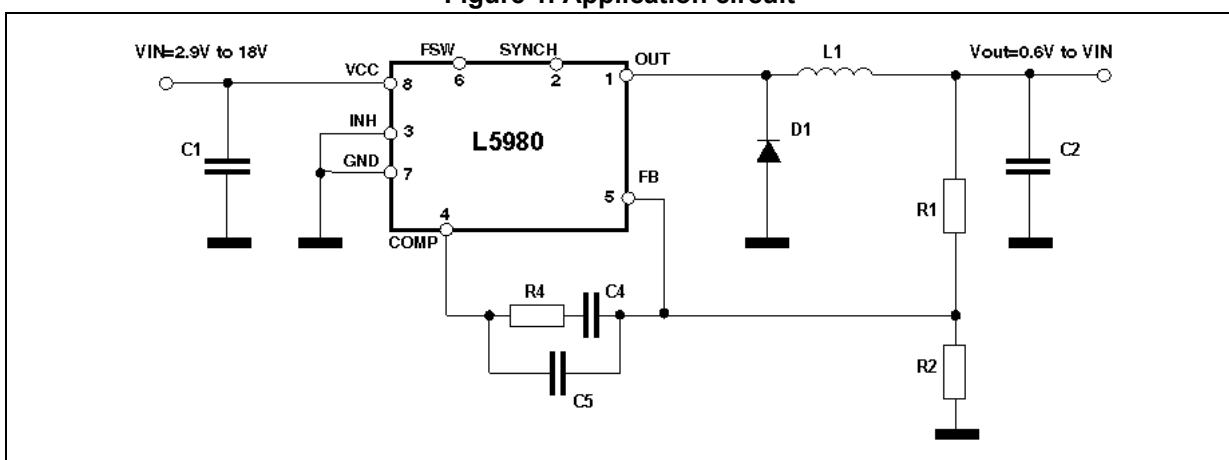 Figure 1. Application circuit
VIN=2.9V to 18V
FSW
SYNCH
L1
Vout=0.6V to VIN
VCC
OUT
8
6
2
1
INH
3
C1
L5980
D1
C2
GND
7
FB
5
R1
4
COMP
R4
C4
R2
C5